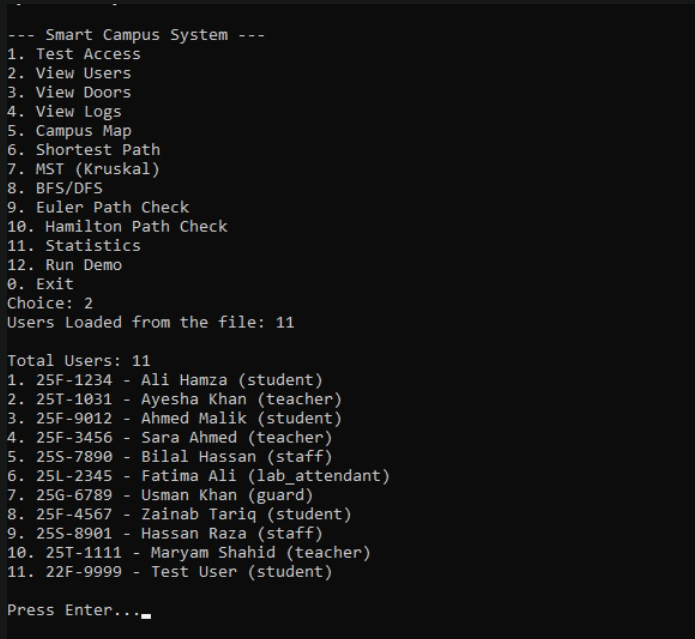 --- Smart Campus System ---
1. Test Access
2. View Users
3. View Doors
4. View Logs
5. Campus Map
6. Shortest Path
7. MST (Kruskal)
8. BFS/DFS
9. Euler Path Check
10. Hamilton Path Check
11. Statistics
12. Run Demo
0. Exit
Choice: 2
Users Loaded from the file: 11
Total Users: 11
1. 25F-1234 - Ali Hamza (student)
2. 25T-1031 - Ayesha Khan (teacher)
3. 25F-9012 - Ahmed Malik (student)
4. 25F-3456 - Sara Ahmed (teacher)
5. 25S-7890 - Bilal Hassan (staff)
6. 25L-2345 - Fatima Ali (lab_attendant)
7. 25G-6789 - Usman Khan (guard)
8. 25F-4567 - Zainab Tariq (student)
9. 25S-8901 - Hassan Raza (staff)
10. 25T-1111 - Maryam Shahid (teacher)
11. 22F-9999 - Test User (student)
Press Enter...